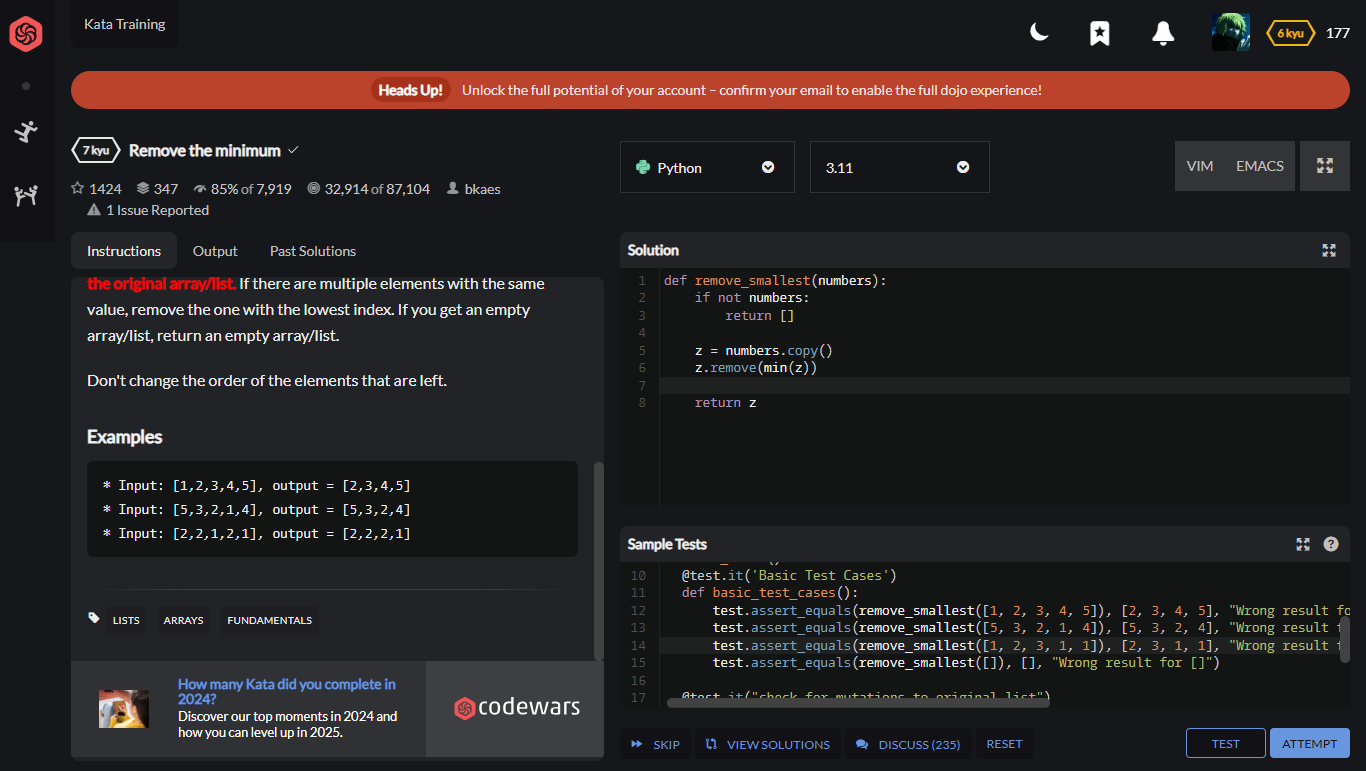 Kata Training
6 kyu 177
Heads Up! Unlock the full potential of your account – confirm your email to enable the full dojo experience!
7 kyu Remove the minimum
1424 347 85% of 7,919 32,914 of 87,104 bkaes
1 Issue Reported
Instructions Output Past Solutions
the original array/list. If there are multiple elements with the same
value, remove the one with the lowest index. If you get an empty
array/list, return an empty array/list.
Don't change the order of the elements that are left.
Examples
* Input: [1,2,3,4,5], output = [2,3,4,5]
* Input: [5,3,2,1,4], output = [5,3,2,4]
* Input: [2,2,1,2,1], output = [2,2,2,1]
LISTS ARRAYS FUNDAMENTALS
How many Kata did you complete in
2024?
Discover our top moments in 2024 and
how you can level up in 2025.
codewars
Python 3.11 VIM EMACS
Solution
1 def remove_smallest(numbers):
2 if not numbers:
3 return []
4
5 z = numbers.copy()
6 z.remove(min(z))
7
8 return z
Sample Tests
10 @test.it('Basic Test Cases')
11 def basic_test_cases():
12 test.assert_equals(remove_smallest([1, 2, 3, 4, 5]), [2, 3, 4, 5], "Wrong result fo
13 test.assert_equals(remove_smallest([5, 3, 2, 1, 4]), [5, 3, 2, 4], "Wrong result f
14 test.assert_equals(remove_smallest([1, 2, 3, 1, 1]), [2, 3, 1, 1], "Wrong result f
15 test.assert_equals(remove_smallest([]), [], "Wrong result for []")
16
17 @test.it("check for mutations to original list")
SKIP VIEW SOLUTIONS DISCUSS (235) RESET TEST ATTEMPT